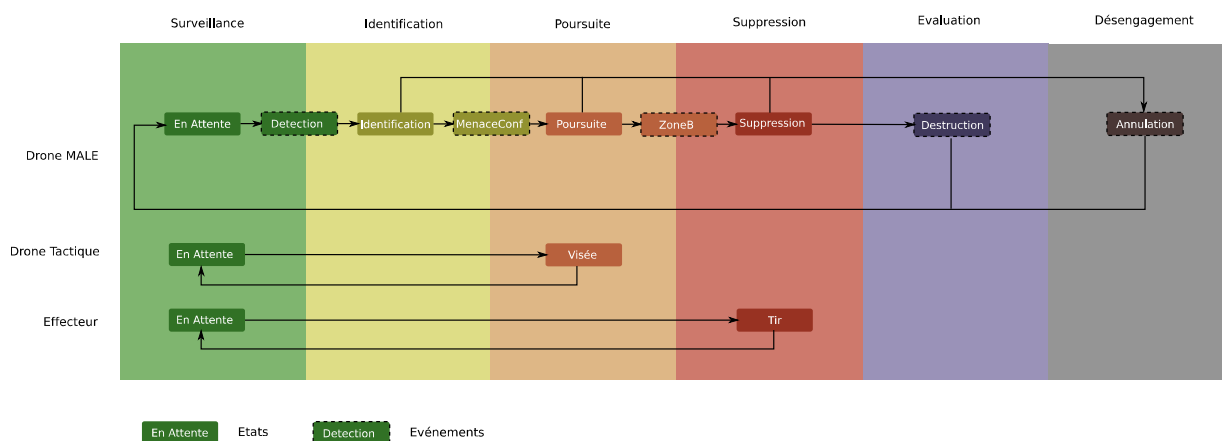 Surveillance Identification Poursuite Suppression Evaluation Désengagement
Drone MALE
En Attente Detection Identification MenaceConf Poursuite ZoneB Suppression Destruction Annulation
Drone Tactique
En Attente Visée
Effecteur
En Attente Tir
En Attente Etats Detection Evénements